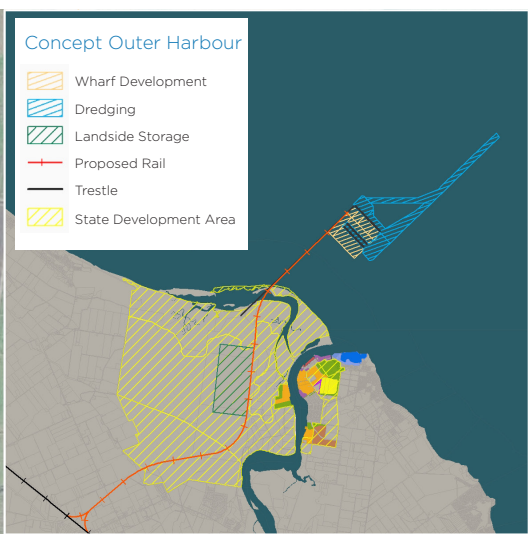 Concept Outer Harbour
Wharf Development
Dredging
Landside Storage
Proposed Rail
Trestle
State Development Area